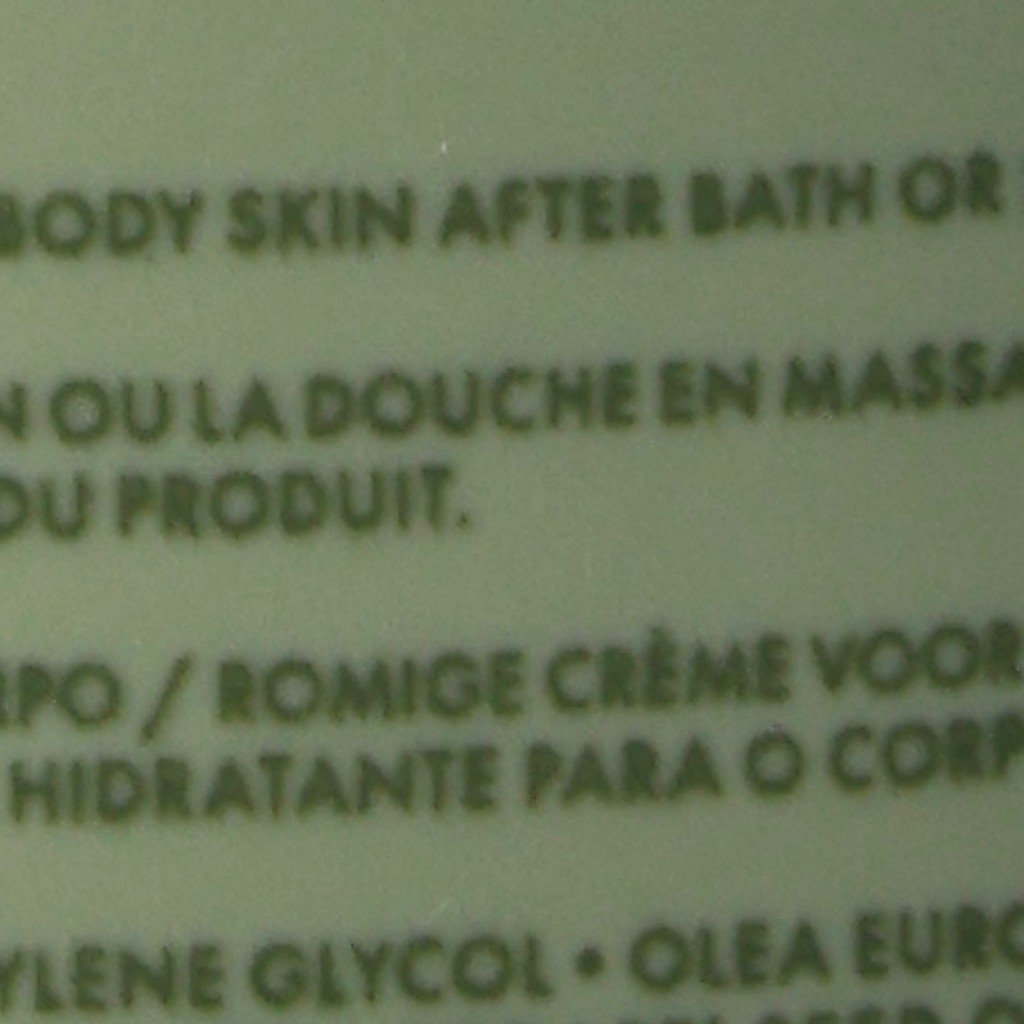 BODY SKIN AFTER BATH OR
N OU LA DOUCHE EN MASSA
DU PRODUIT.
RPO / ROMIGE CRÈME VOOR
HIDRATANTE PARA O CORP
YLENE GLYCOL • OLEA EURO